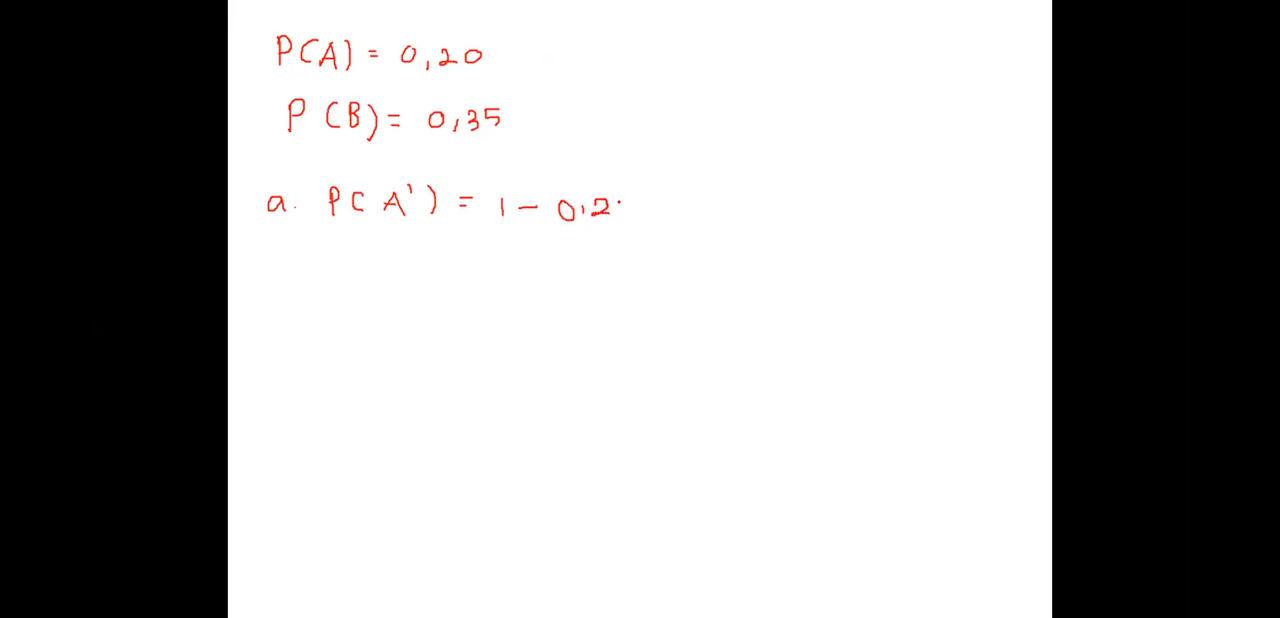 P(A) = 0,20
P(B) = 0,35
a. P(A') = 1 - 0,2